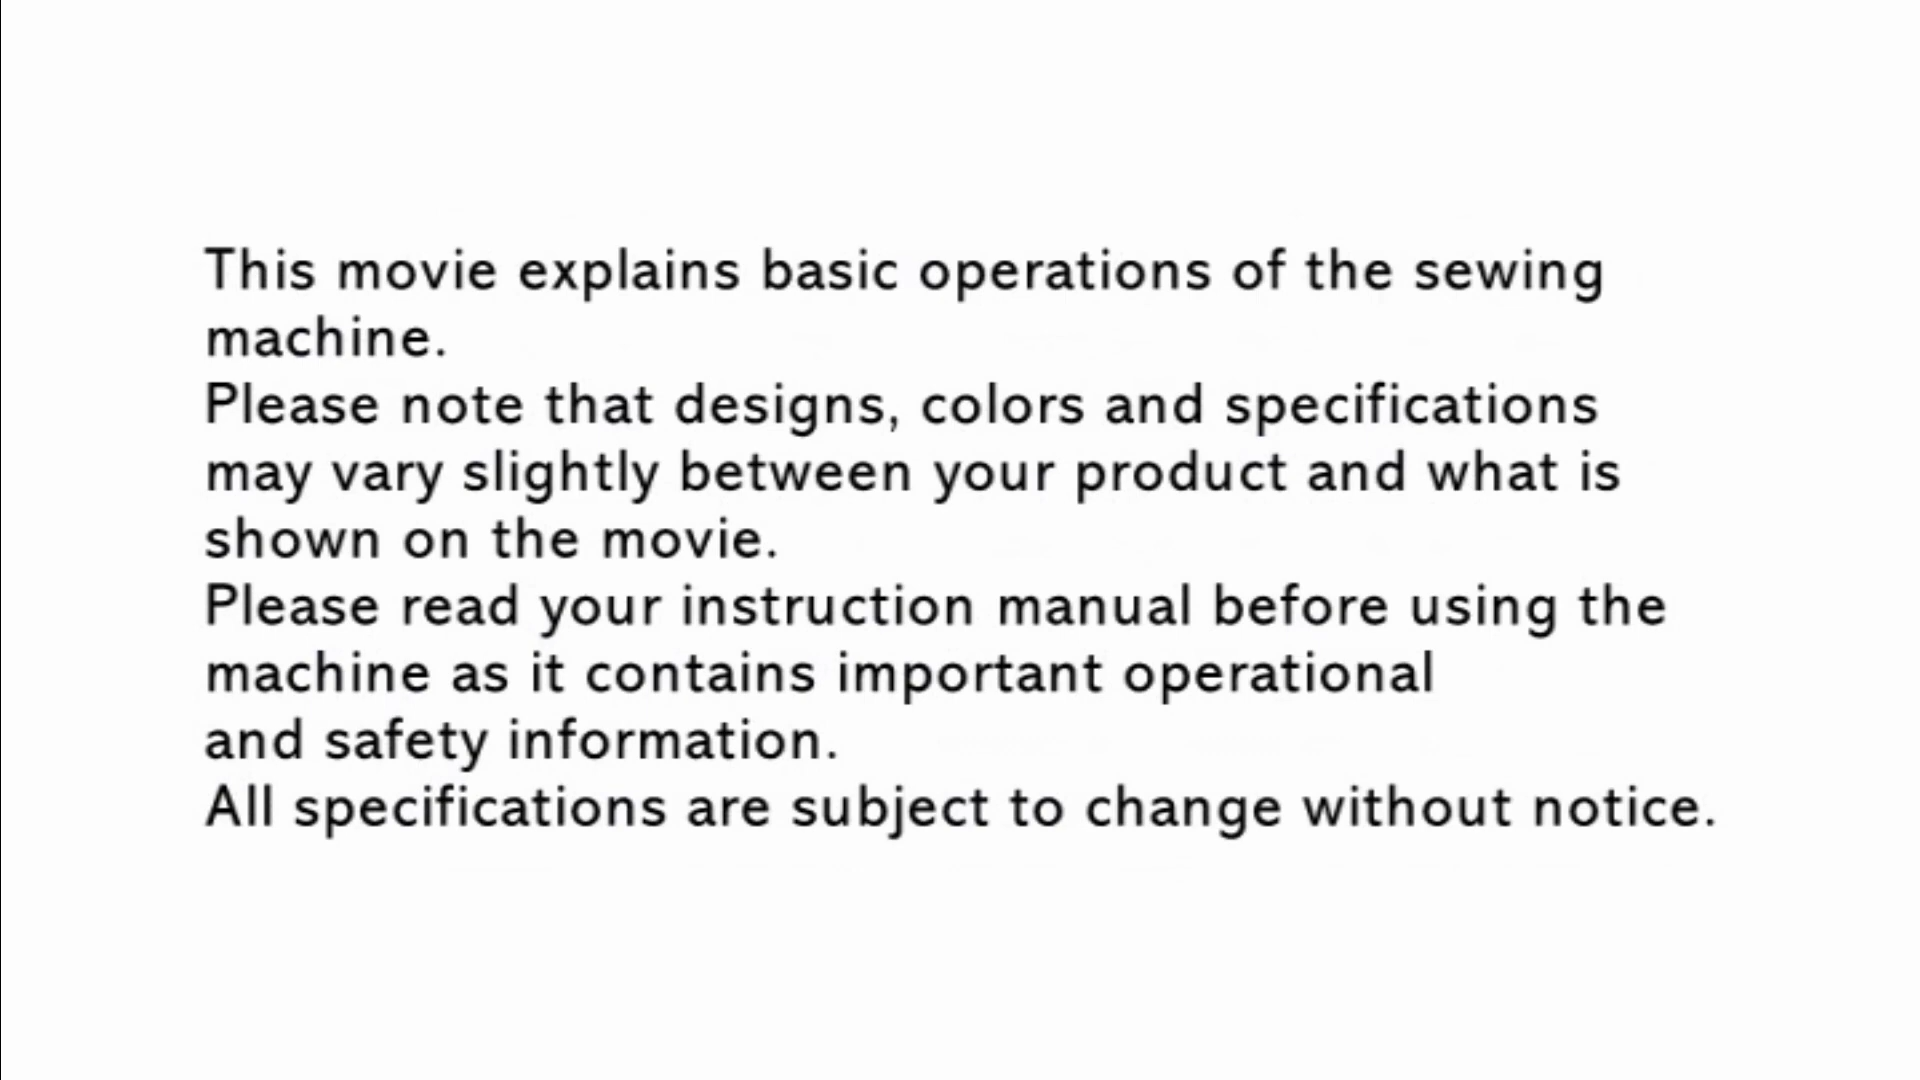 This movie explains basic operations of the sewing
machine.
Please note that designs, colors and specifications
may vary slightly between your product and what is
shown on the movie.
Please read your instruction manual before using the
machine as it contains important operational
and safety information.
All specifications are subject to change without notice.